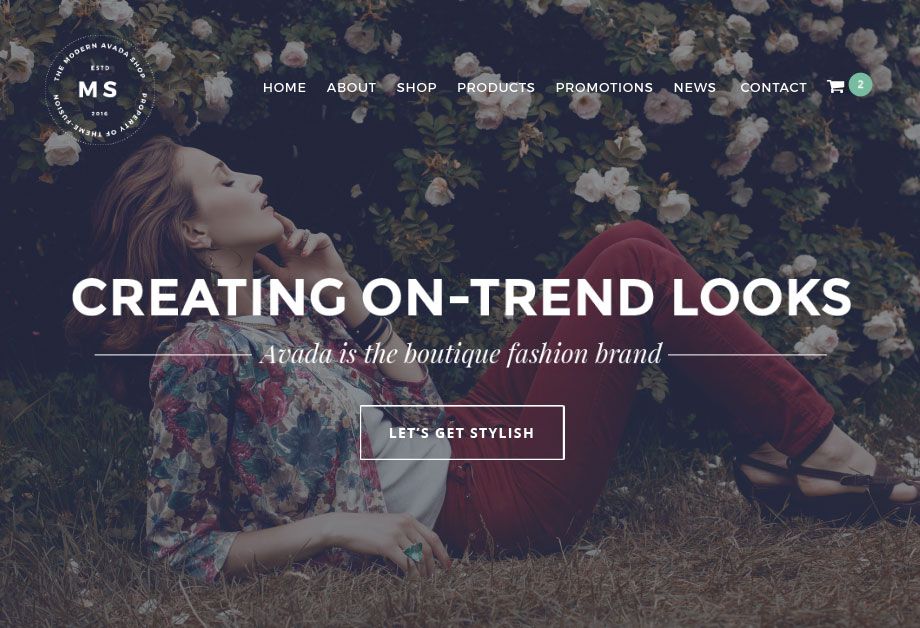 THE MODERN AVADA SHOP
ESTD
MS
2016
PROPERTY OF THEME-FUSION
HOME ABOUT SHOP PRODUCTS PROMOTIONS NEWS CONTACT 2
CREATING ON-TREND LOOKS
Avada is the boutique fashion brand
LET'S GET STYLISH